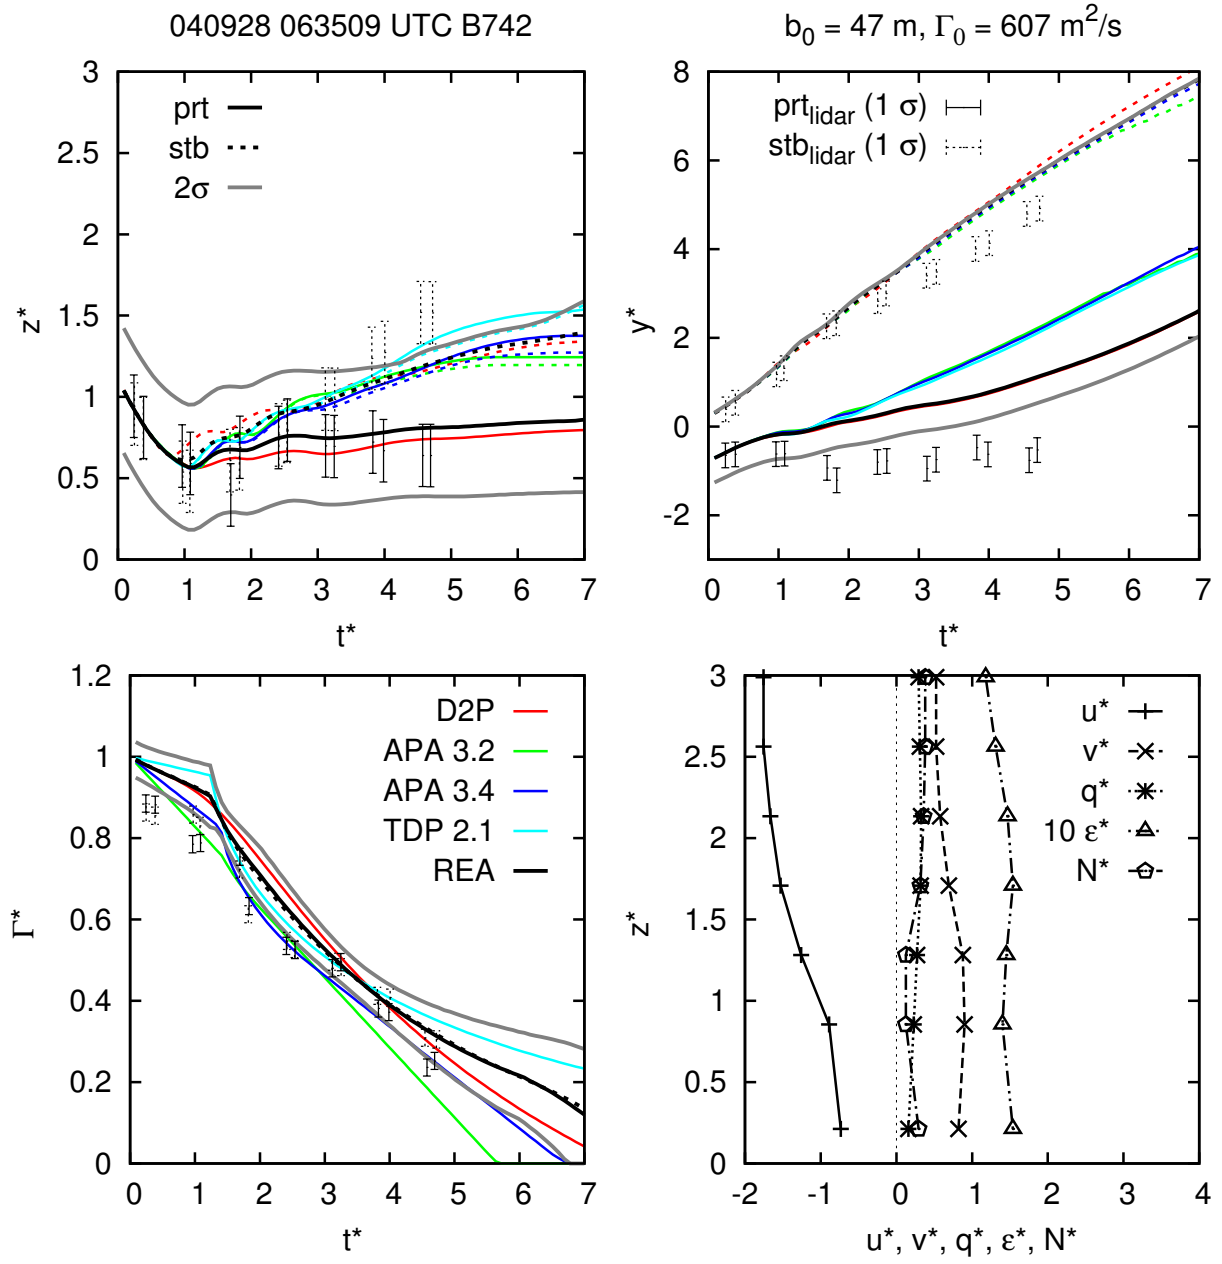 040928 063509 UTC B742
b₀ = 47 m, Γ₀ = 607 m²/s
3
2.5
2
1.5
1
0.5
0
z*
prt
stb
2σ
0 1 2 3 4 5 6 7
t*
8
6
4
2
0
-2
y*
prt_lidar (1 σ)
stb_lidar (1 σ)
0 1 2 3 4 5 6 7
t*
1.2
1
0.8
0.6
0.4
0.2
0
Γ*
D2P
APA 3.2
APA 3.4
TDP 2.1
REA
0 1 2 3 4 5 6 7
t*
3
2.5
2
1.5
1
0.5
0
z*
u*
v*
q*
10 ε*
N*
-2 -1 0 1 2 3 4
u*, v*, q*, ε*, N*